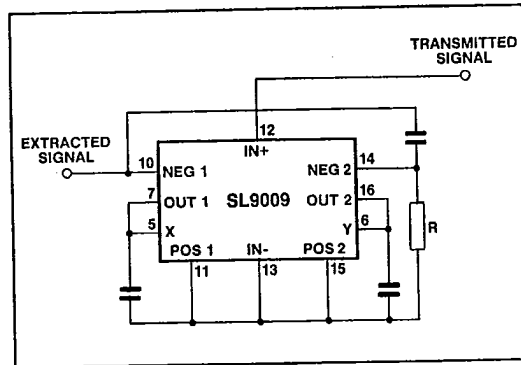 TRANSMITTED
SIGNAL
12
IN+
EXTRACTED
SIGNAL
10
NEG 1
NEG 2
14
7
OUT 1
SL9009
OUT 2
16
5
X
Y
6
R
POS 1
IN-
POS 2
11
13
15